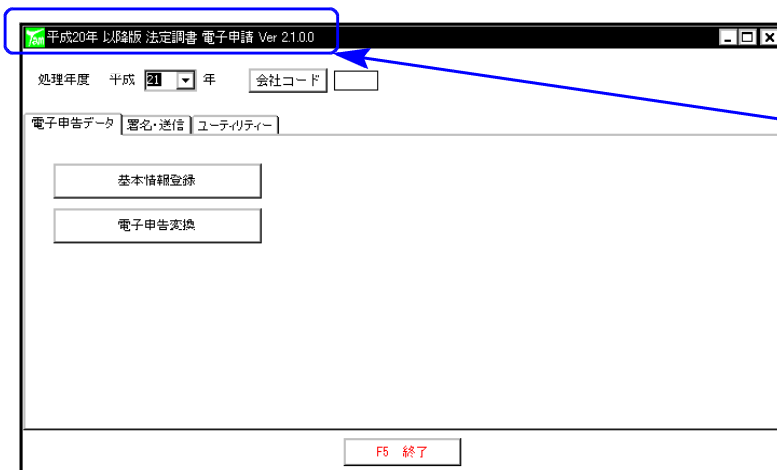 平成20年 以降版 法定調書 電子申請 Ver 2.1.0.0
処理年度 平成 21 年 会社コード
電子申告データ 署名・送信 ユーティリティー
基本情報登録
電子申告変換
F5 終了